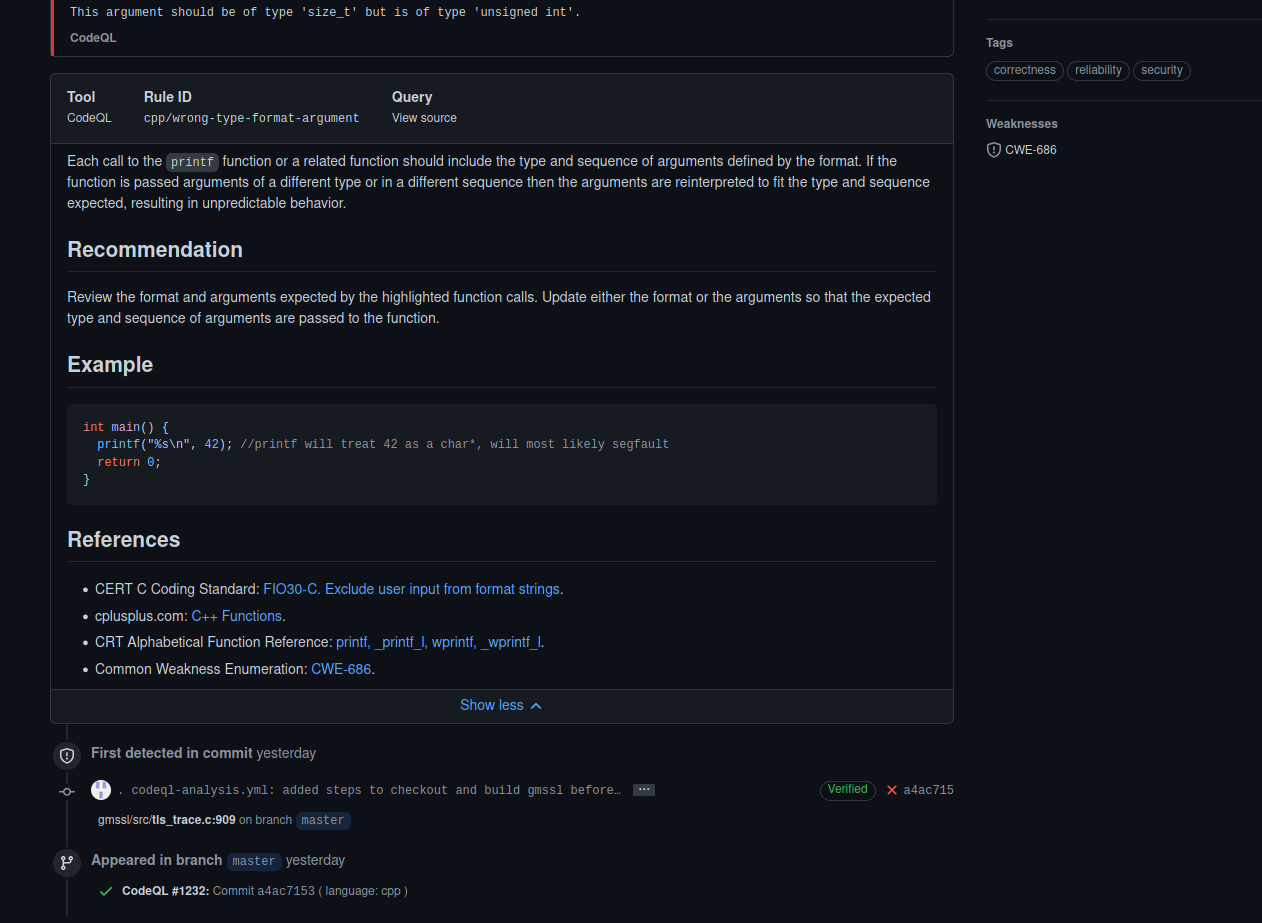 This argument should be of type 'size_t' but is of type 'unsigned int'.
CodeQL
Tool
Rule ID
Query
CodeQL
cpp/wrong-type-format-argument
View source
Each call to the printf function or a related function should include the type and sequence of arguments defined by the format. If the
function is passed arguments of a different type or in a different sequence then the arguments are reinterpreted to fit the type and sequence
expected, resulting in unpredictable behavior.
Recommendation
Review the format and arguments expected by the highlighted function calls. Update either the format or the arguments so that the expected
type and sequence of arguments are passed to the function.
Example
int main() {
  printf("%s\n", 42); //printf will treat 42 as a char*, will most likely segfault
  return 0;
}
References
• CERT C Coding Standard: FIO30-C. Exclude user input from format strings.
• cplusplus.com: C++ Functions.
• CRT Alphabetical Function Reference: printf, _printf_l, wprintf, _wprintf_l.
• Common Weakness Enumeration: CWE-686.
Show less
First detected in commit yesterday
. codeql-analysis.yml: added steps to checkout and build gmssl before… ...
Verified
a4ac715
gmssl/src/tls_trace.c:909 on branch master
Appeared in branch master yesterday
CodeQL #1232: Commit a4ac7153 ( language: cpp )
Tags
correctness reliability security
Weaknesses
CWE-686